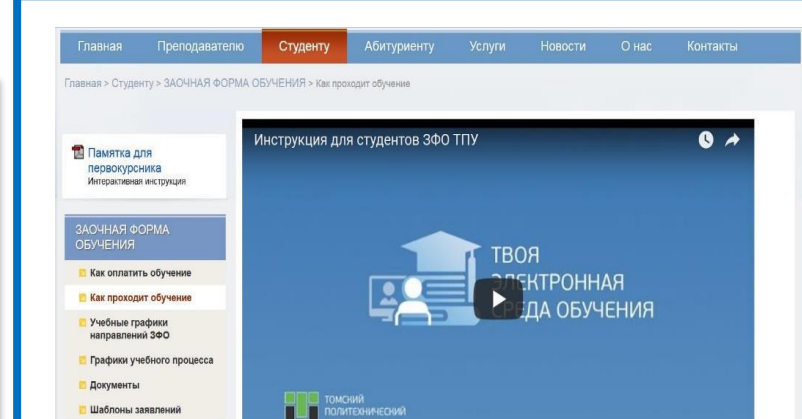 Главная Преподавателю Студенту Абитуриенту Услуги Новости О нас Контакты
Главная > Студенту > ЗАОЧНАЯ ФОРМА ОБУЧЕНИЯ > Как проходит обучение
Памятка для
первокурсника
Интерактивная инструкция
ЗАОЧНАЯ ФОРМА
ОБУЧЕНИЯ
Как оплатить обучение
Как проходит обучение
Учебные графики
направлений ЗФО
Графики учебного процесса
Документы
Шаблоны заявлений
Инструкция для студентов ЗФО ТПУ
ТВОЯ
ЭЛЕКТРОННАЯ
СРЕДА ОБУЧЕНИЯ
ТОМСКИЙ
ПОЛИТЕХНИЧЕСКИЙ